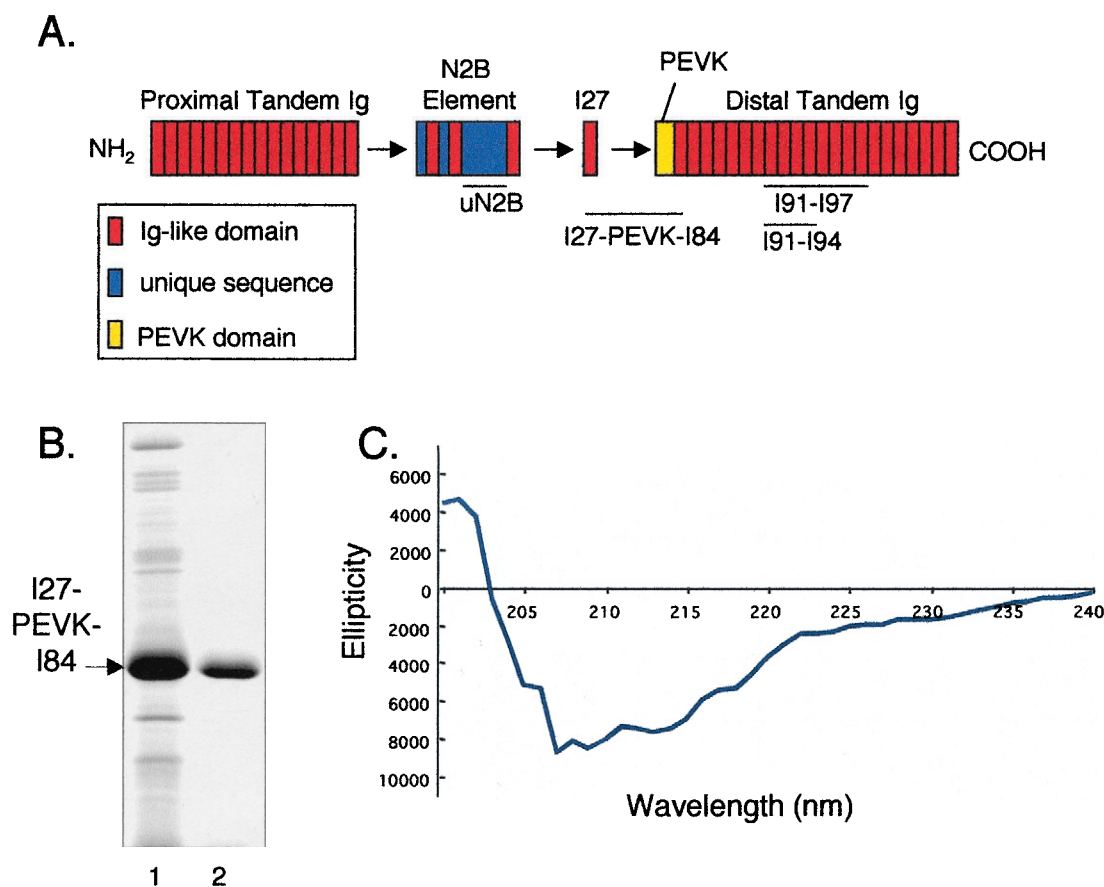 A.
Proximal Tandem Ig
N2B
Element
I27
PEVK
Distal Tandem Ig
NH2
COOH
uN2B
I27-PEVK-I84
I91-I97
I91-I94
Ig-like domain
unique sequence
PEVK domain
B.
I27-
PEVK-
I84
1 2
C.
Ellipticity
6000
4000
2000
0
2000
4000
6000
8000
10000
205 210 215 220 225 230 235 240
Wavelength (nm)